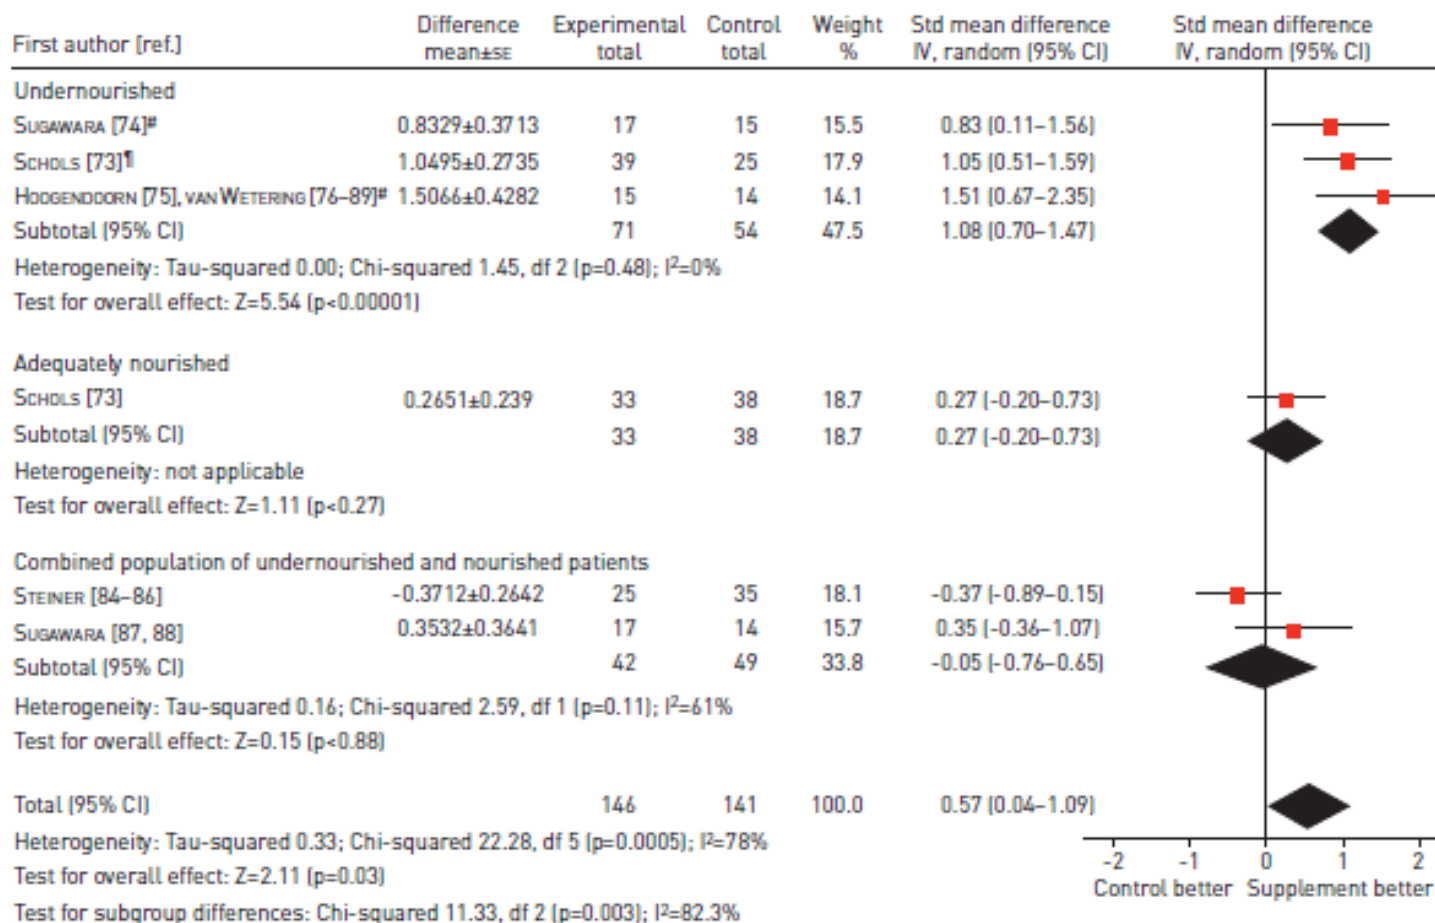 First author [ref.] Difference mean±SE Experimental total Control total Weight % Std mean difference IV, random (95% CI) Std mean difference IV, random (95% CI)
Undernourished
SUGAWARA [74]# 0.8329±0.3713 17 15 15.5 0.83 (0.11–1.56)
SCHOLS [73]¶ 1.0495±0.2735 39 25 17.9 1.05 (0.51–1.59)
HOOGENDOORN [75], VAN WETERING [76–89]# 1.5066±0.4282 15 14 14.1 1.51 (0.67–2.35)
Subtotal (95% CI) 71 54 47.5 1.08 (0.70–1.47)
Heterogeneity: Tau-squared 0.00; Chi-squared 1.45, df 2 (p=0.48); I²=0%
Test for overall effect: Z=5.54 (p<0.00001)
Adequately nourished
SCHOLS [73] 0.2651±0.239 33 38 18.7 0.27 (-0.20–0.73)
Subtotal (95% CI) 33 38 18.7 0.27 (-0.20–0.73)
Heterogeneity: not applicable
Test for overall effect: Z=1.11 (p<0.27)
Combined population of undernourished and nourished patients
STEINER [84–86] -0.3712±0.2642 25 35 18.1 -0.37 (-0.89–0.15)
SUGAWARA [87, 88] 0.3532±0.3641 17 14 15.7 0.35 (-0.36–1.07)
Subtotal (95% CI) 42 49 33.8 -0.05 (-0.76–0.65)
Heterogeneity: Tau-squared 0.16; Chi-squared 2.59, df 1 (p=0.11); I²=61%
Test for overall effect: Z=0.15 (p<0.88)
Total (95% CI) 146 141 100.0 0.57 (0.04–1.09)
Heterogeneity: Tau-squared 0.33; Chi-squared 22.28, df 5 (p=0.0005); I²=78%
Test for overall effect: Z=2.11 (p=0.03)
Test for subgroup differences: Chi-squared 11.33, df 2 (p=0.003); I²=82.3%
-2 -1 0 1 2
Control better Supplement better